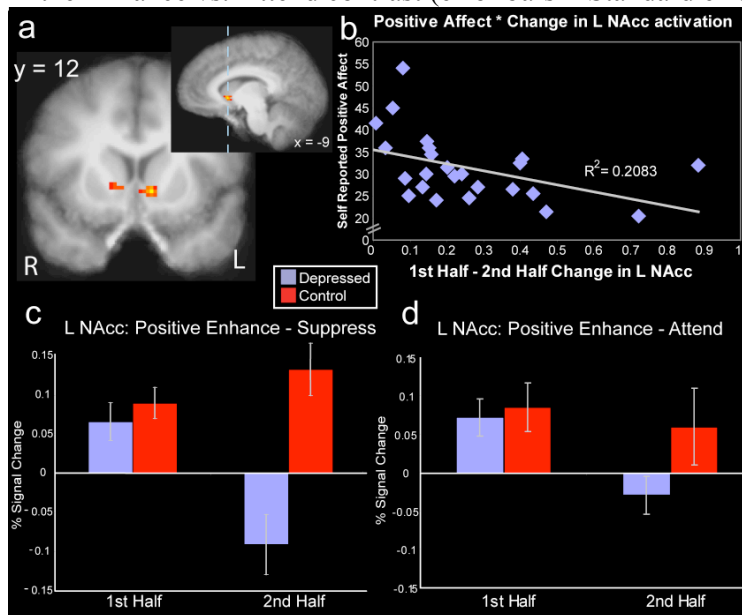 a
y = 12
x = -9
R
L
b
Positive Affect * Change in L NAcc activation
Self Reported Positive Affect
60
55
50
45
40
35
30
25
20
0
R²= 0.2083
0 0.1 0.2 0.3 0.4 0.5 0.6 0.7 0.8 0.9 1
1st Half - 2nd Half Change in L NAcc
Depressed
Control
c
L NAcc: Positive Enhance - Suppress
% Signal Change
0.15
0.1
0.05
0
-0.05
-0.1
-0.15
1st Half 2nd Half
d
L NAcc: Positive Enhance - Attend
% Signal Change
0.15
0.1
0.05
0
-0.05
-0.1
-0.15
1st Half 2nd Half